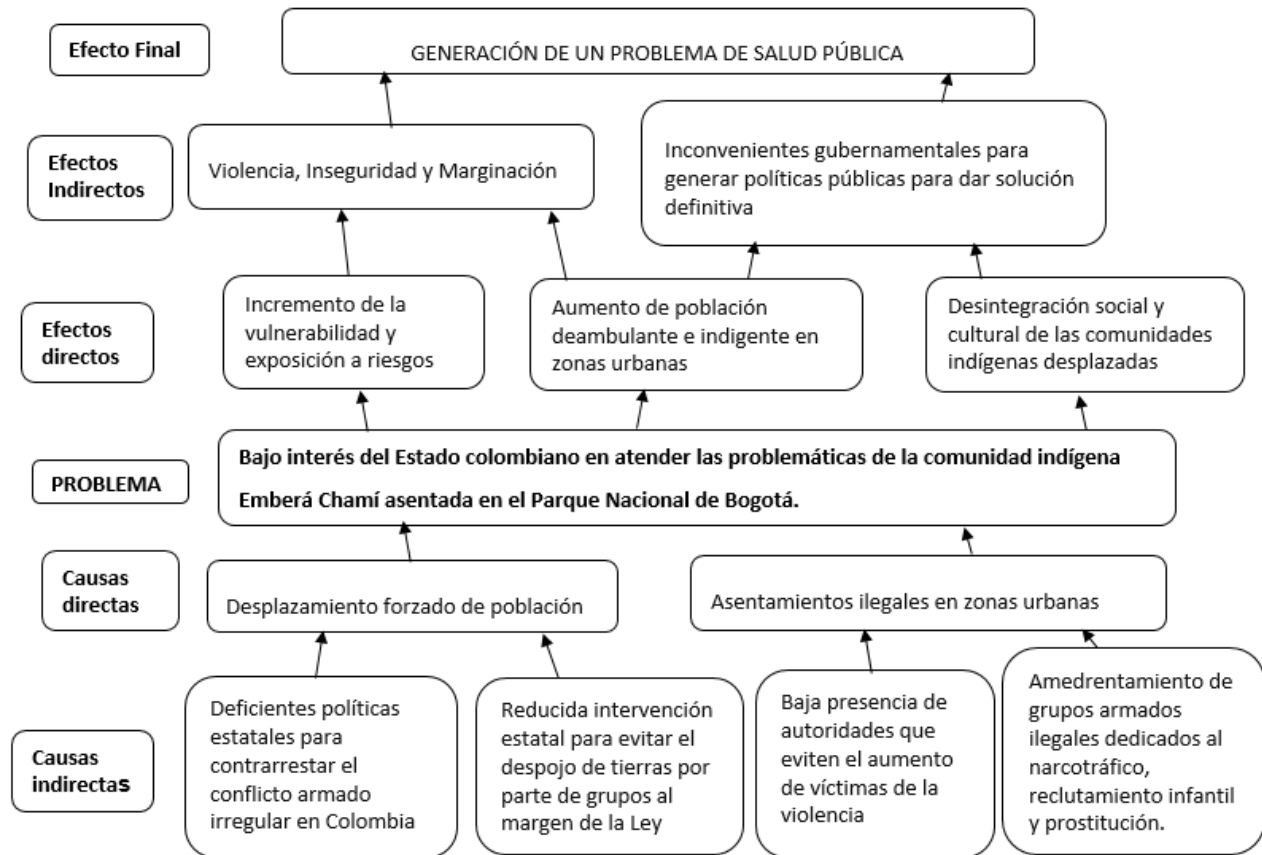 Efecto Final
GENERACIÓN DE UN PROBLEMA DE SALUD PÚBLICA
Efectos
Indirectos
Violencia, Inseguridad y Marginación
Inconvenientes gubernamentales para
generar políticas públicas para dar solución
definitiva
Efectos
directos
Incremento de la
vulnerabilidad y
exposición a riesgos
Aumento de población
deambulante e indigente en
zonas urbanas
Desintegración social y
cultural de las comunidades
indígenas desplazadas
PROBLEMA
Bajo interés del Estado colombiano en atender las problemáticas de la comunidad indígena
Emberá Chamí asentada en el Parque Nacional de Bogotá.
Causas
directas
Desplazamiento forzado de población
Asentamientos ilegales en zonas urbanas
Causas
indirectas
Deficientes políticas
estatales para
contrarrestar el
conflicto armado
irregular en Colombia
Reducida intervención
estatal para evitar el
despojo de tierras por
parte de grupos al
margen de la Ley
Baja presencia de
autoridades que
eviten el aumento
de víctimas de la
violencia
Amedrentamiento de
grupos armados
ilegales dedicados al
narcotráfico,
reclutamiento infantil
y prostitución.